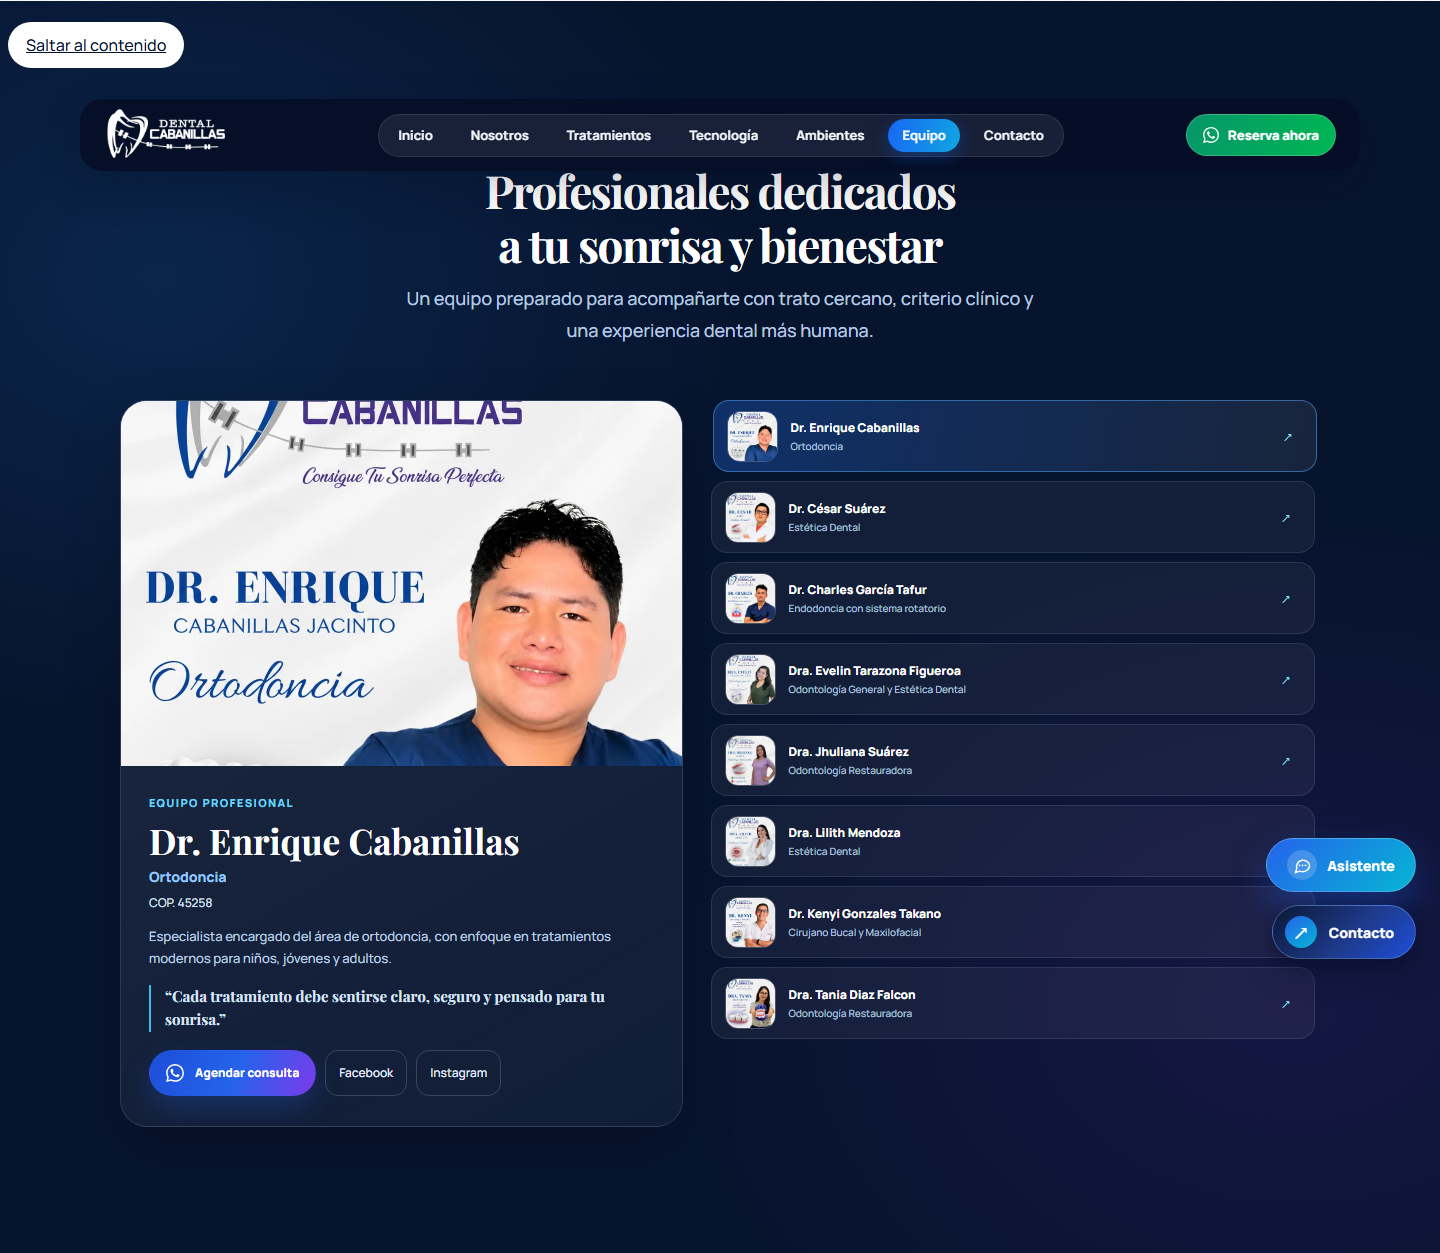 Saltar al contenido
DENTAL
CABANILLAS
Inicio
Nosotros
Tratamientos
Tecnología
Ambientes
Equipo
Contacto
Reserva ahora
Profesionales dedicados
a tu sonrisa y bienestar
Un equipo preparado para acompañarte con trato cercano, criterio clínico y
una experiencia dental más humana.
CABANILLAS
Consigue Tu Sonrisa Perfecta
DR. ENRIQUE
CABANILLAS JACINTO
Ortodoncia
EQUIPO PROFESIONAL
Dr. Enrique Cabanillas
Ortodoncia
COP. 45258
Especialista encargado del área de ortodoncia, con enfoque en tratamientos
modernos para niños, jóvenes y adultos.
“Cada tratamiento debe sentirse claro, seguro y pensado para tu
sonrisa.”
Agendar consulta
Facebook
Instagram
Dr. Enrique Cabanillas
Ortodoncia
Dr. César Suárez
Estética Dental
Dr. Charles García Tafur
Endodoncia con sistema rotatorio
Dra. Evelin Tarazona Figueroa
Odontología General y Estética Dental
Dra. Jhuliana Suárez
Odontología Restauradora
Dra. Lilith Mendoza
Estética Dental
Dr. Kenyi Gonzales Takano
Cirujano Bucal y Maxilofacial
Dra. Tania Diaz Falcon
Odontología Restauradora
Asistente
Contacto